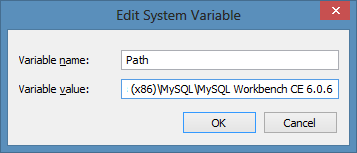 Edit System Variable
Variable name: Path
Variable value: (x86)\MySQL\MySQL Workbench CE 6.0.6
OK Cancel